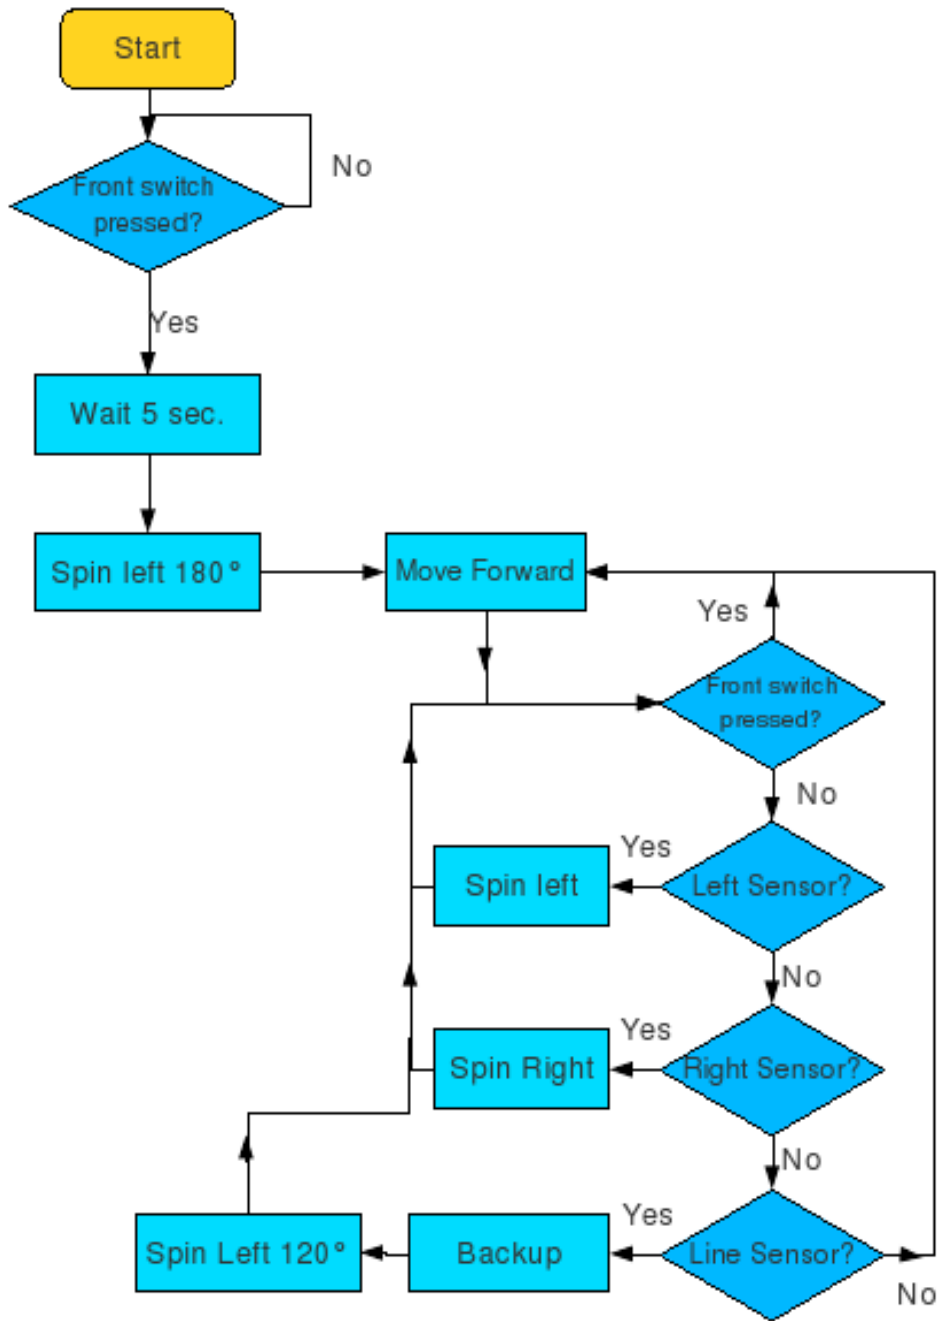 Start
No
Front switch
pressed?
Yes
Wait 5 sec.
Spin left 180°
Move Forward
Yes
Front switch
pressed?
No
Yes
Spin left
Left Sensor?
No
Yes
Spin Right
Right Sensor?
No
Yes
Spin Left 120°
Backup
Line Sensor?
No